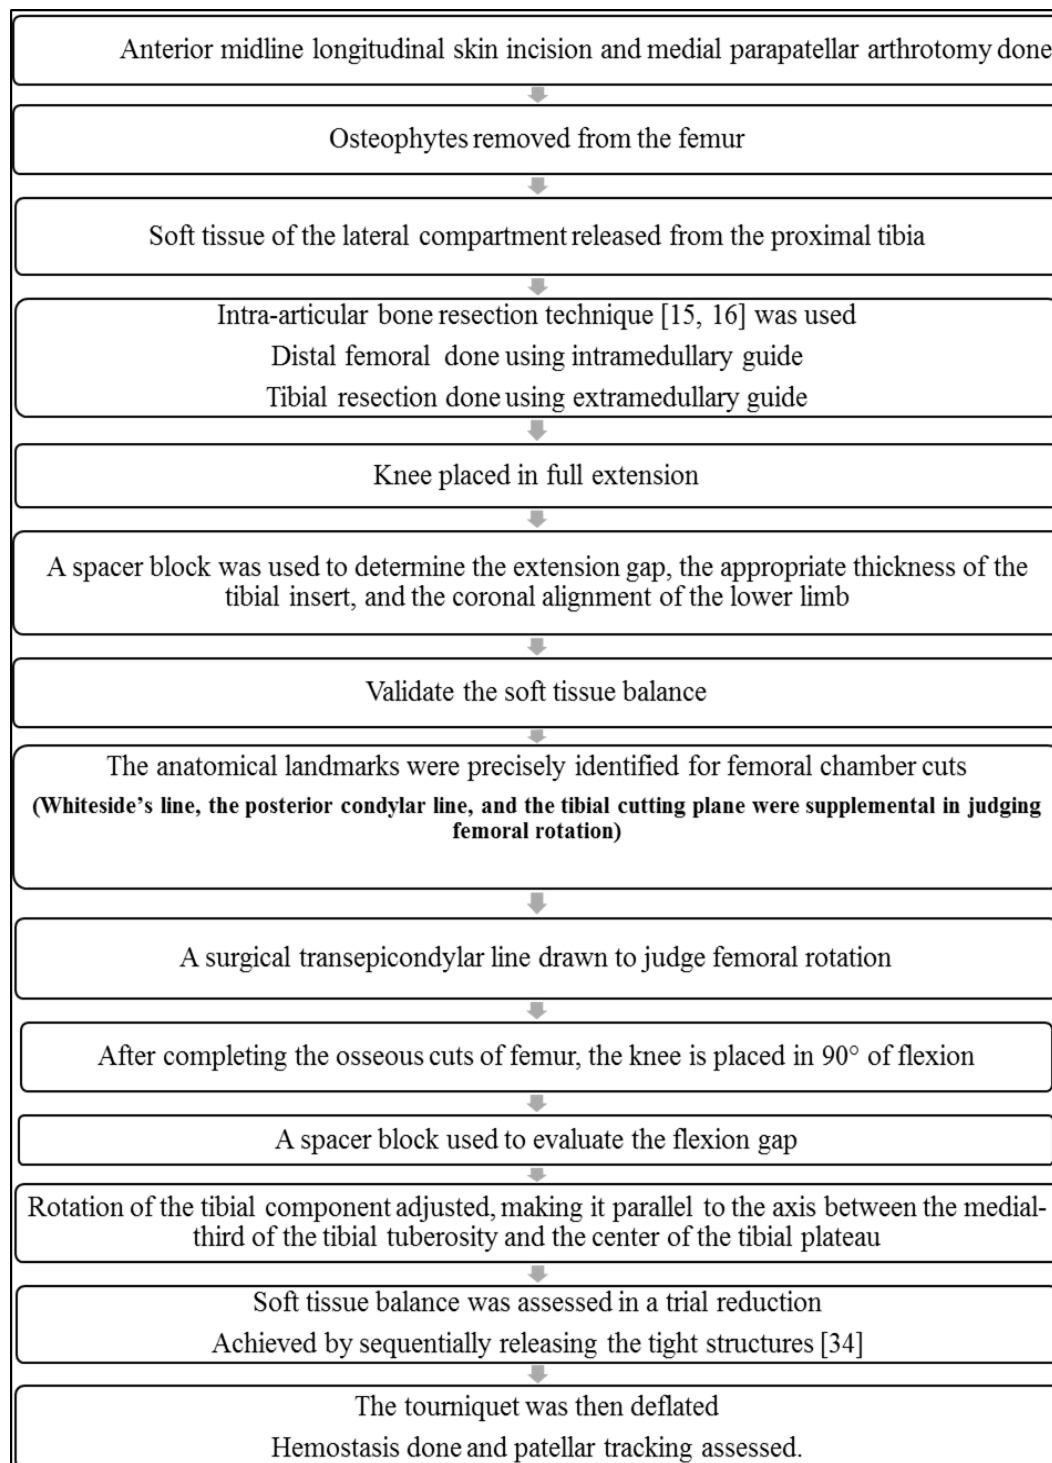 Anterior midline longitudinal skin incision and medial parapatellar arthrotomy done
Osteophytes removed from the femur
Soft tissue of the lateral compartment released from the proximal tibia
Intra-articular bone resection technique [15, 16] was used
Distal femoral done using intramedullary guide
Tibial resection done using extramedullary guide
Knee placed in full extension
A spacer block was used to determine the extension gap, the appropriate thickness of the
tibial insert, and the coronal alignment of the lower limb
Validate the soft tissue balance
The anatomical landmarks were precisely identified for femoral chamber cuts
(Whiteside's line, the posterior condylar line, and the tibial cutting plane were supplemental in judging
femoral rotation)
A surgical transepicondylar line drawn to judge femoral rotation
After completing the osseous cuts of femur, the knee is placed in 90° of flexion
A spacer block used to evaluate the flexion gap
Rotation of the tibial component adjusted, making it parallel to the axis between the medial-
third of the tibial tuberosity and the center of the tibial plateau
Soft tissue balance was assessed in a trial reduction
Achieved by sequentially releasing the tight structures [34]
The tourniquet was then deflated
Hemostasis done and patellar tracking assessed.